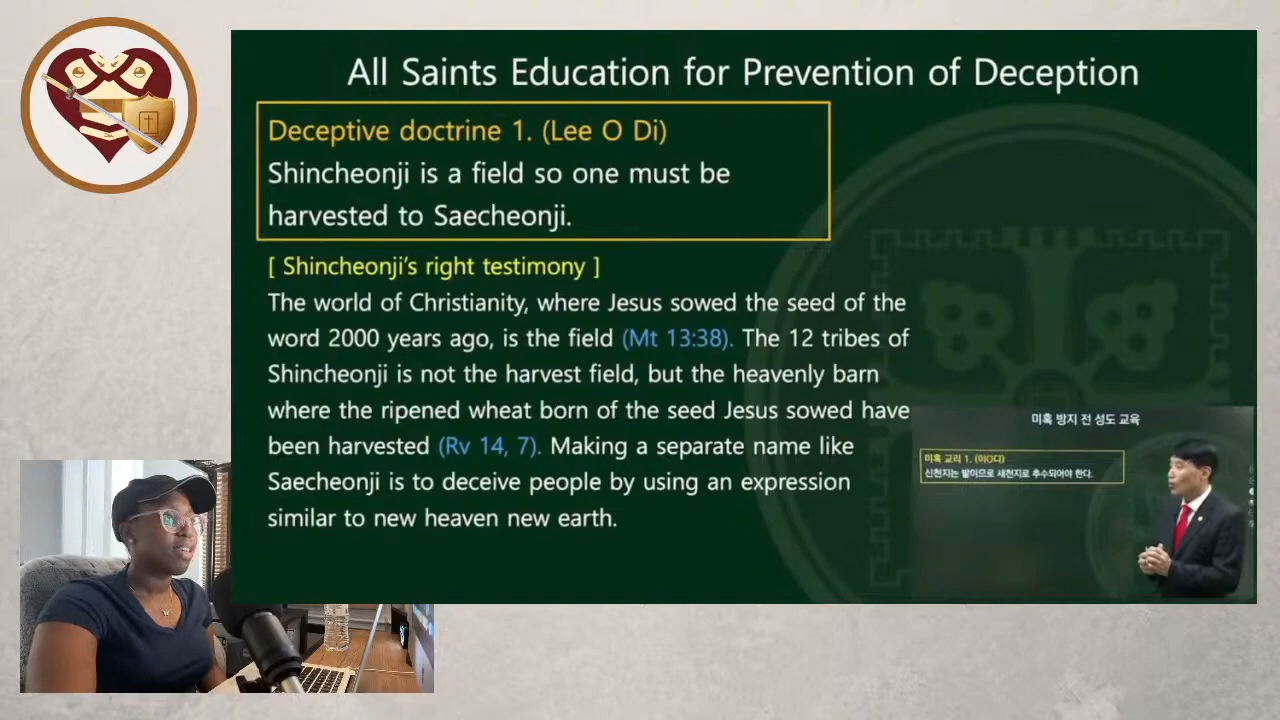 All Saints Education for Prevention of Deception
Deceptive doctrine 1. (Lee O Di)
Shincheonji is a field so one must be
harvested to Saecheonji.
[ Shincheonji's right testimony ]
The world of Christianity, where Jesus sowed the seed of the
word 2000 years ago, is the field (Mt 13:38). The 12 tribes of
Shincheonji is not the harvest field, but the heavenly barn
where the ripened wheat born of the seed Jesus sowed have
been harvested (Rv 14, 7). Making a separate name like
Saecheonji is to deceive people by using an expression
similar to new heaven new earth.
미혹 방지 전 성도 교육
미혹 교리 1. (이O디)
신천지는 밭이므로 새천지로 추수되어야 한다.